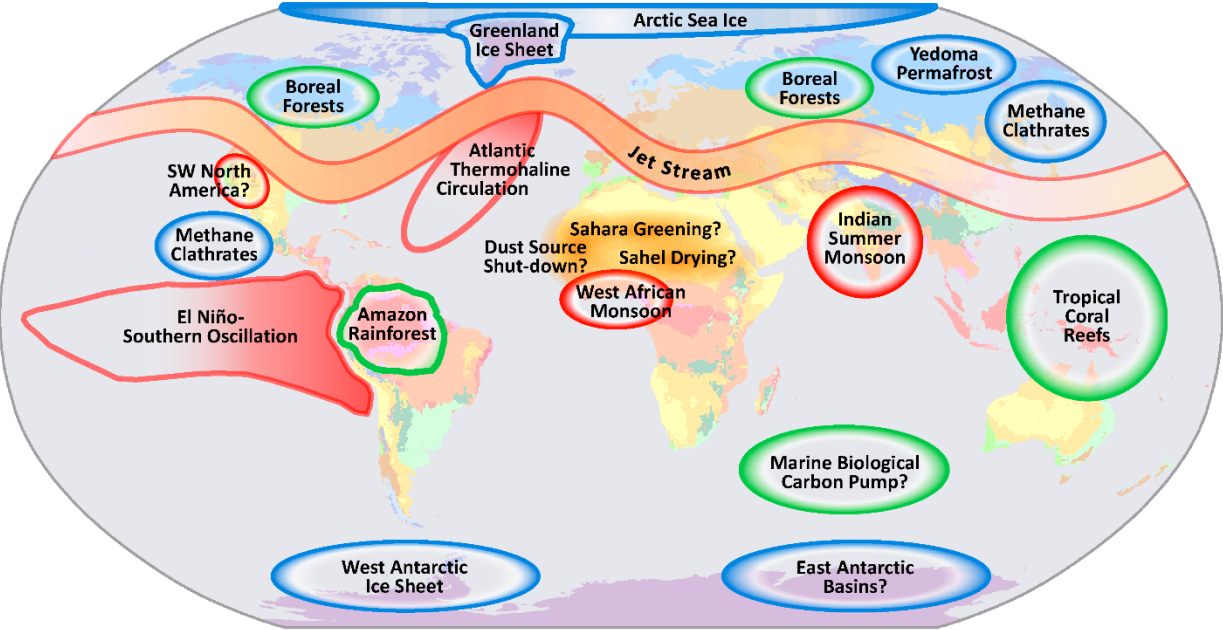 Arctic Sea Ice
Greenland
Ice Sheet
Yedoma
Permafrost
Boreal
Forests
Boreal
Forests
Methane
Clathrates
Jet Stream
Atlantic
Thermohaline
Circulation
SW North
America?
Methane
Clathrates
Sahara Greening?
Dust Source
Shut-down?
Sahel Drying?
Indian
Summer
Monsoon
West African
Monsoon
El Niño-
Southern Oscillation
Amazon
Rainforest
Tropical
Coral
Reefs
Marine Biological
Carbon Pump?
West Antarctic
Ice Sheet
East Antarctic
Basins?